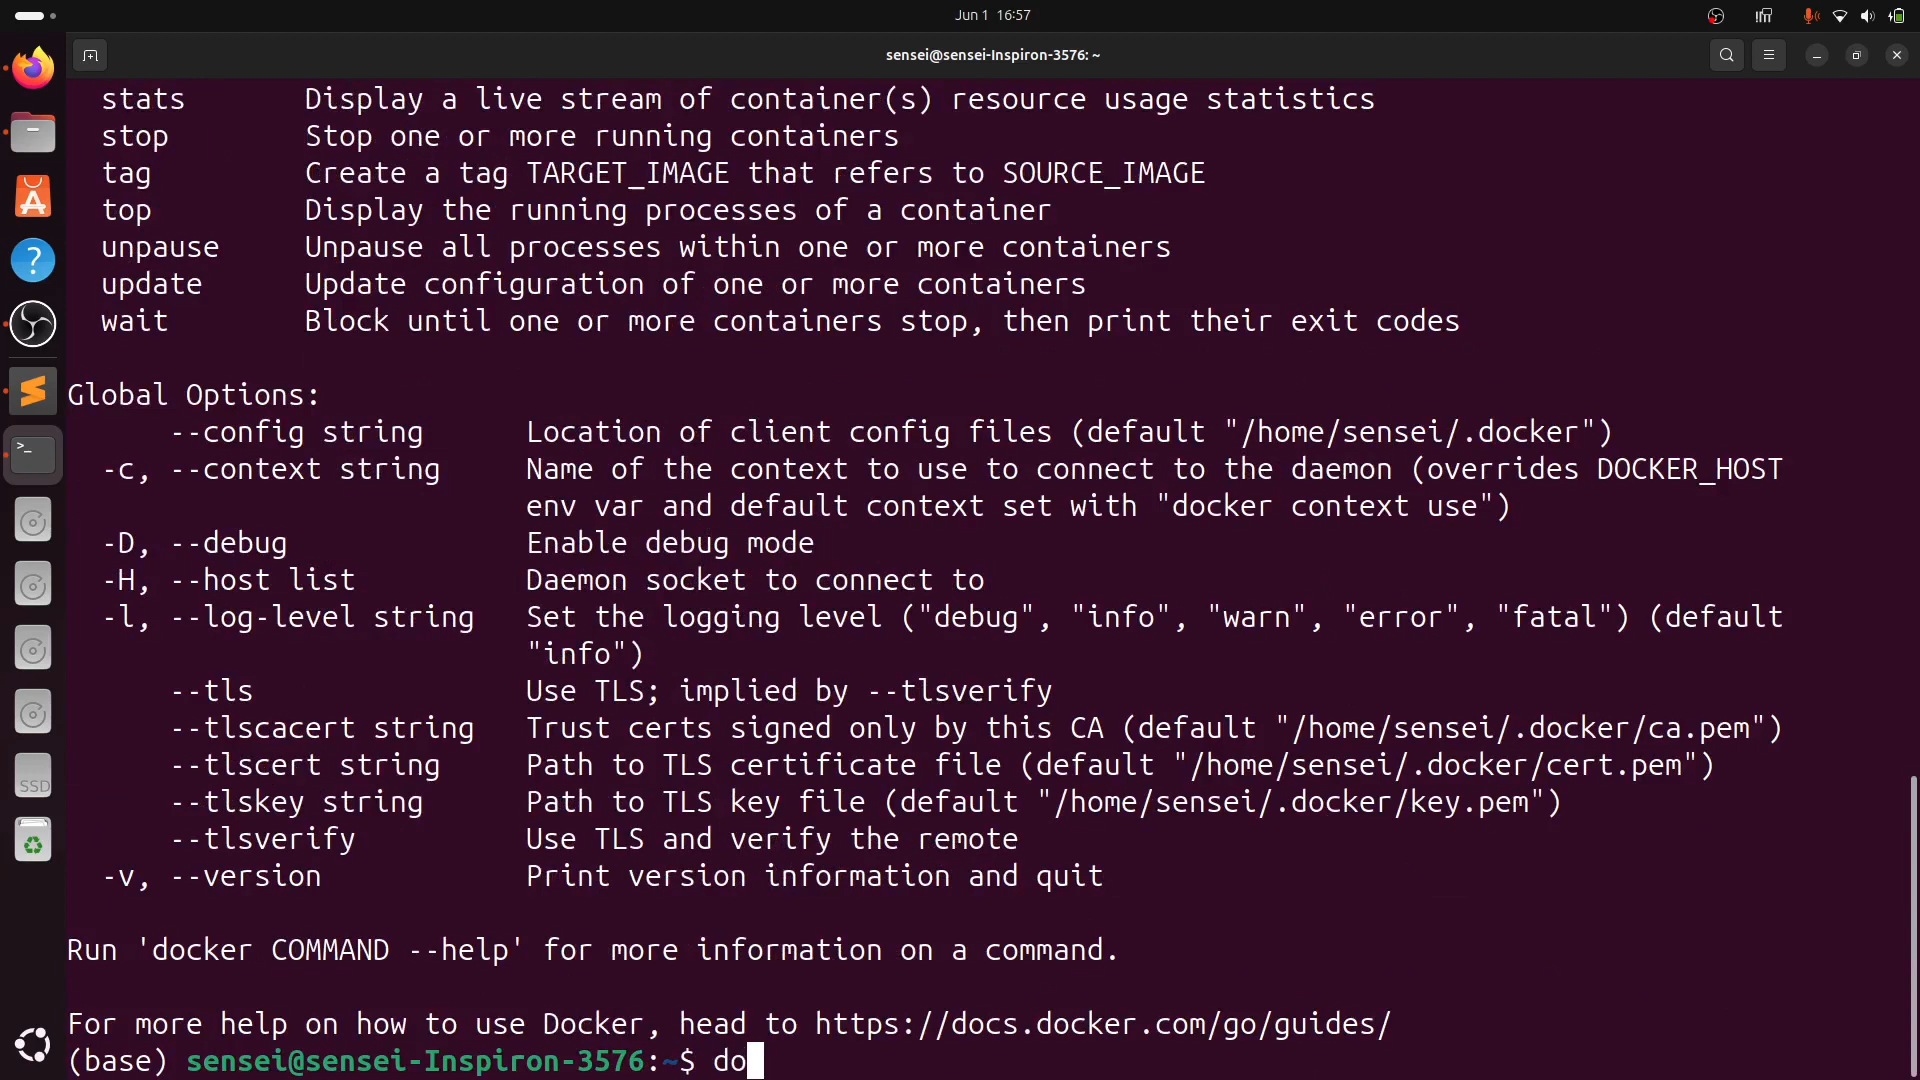 Jun 1 16:57
sensei@sensei-Inspiron-3576: ~
stats Display a live stream of container(s) resource usage statistics
stop Stop one or more running containers
tag Create a tag TARGET_IMAGE that refers to SOURCE_IMAGE
top Display the running processes of a container
unpause Unpause all processes within one or more containers
update Update configuration of one or more containers
wait Block until one or more containers stop, then print their exit codes
Global Options:
--config string Location of client config files (default "/home/sensei/.docker")
-c, --context string Name of the context to use to connect to the daemon (overrides DOCKER_HOST
env var and default context set with "docker context use")
-D, --debug Enable debug mode
-H, --host list Daemon socket to connect to
-l, --log-level string Set the logging level ("debug", "info", "warn", "error", "fatal") (default
"info")
--tls Use TLS; implied by --tlsverify
--tlscacert string Trust certs signed only by this CA (default "/home/sensei/.docker/ca.pem")
--tlscert string Path to TLS certificate file (default "/home/sensei/.docker/cert.pem")
--tlskey string Path to TLS key file (default "/home/sensei/.docker/key.pem")
--tlsverify Use TLS and verify the remote
-v, --version Print version information and quit
Run 'docker COMMAND --help' for more information on a command.
For more help on how to use Docker, head to https://docs.docker.com/go/guides/
(base) sensei@sensei-Inspiron-3576:~$ do
SSD